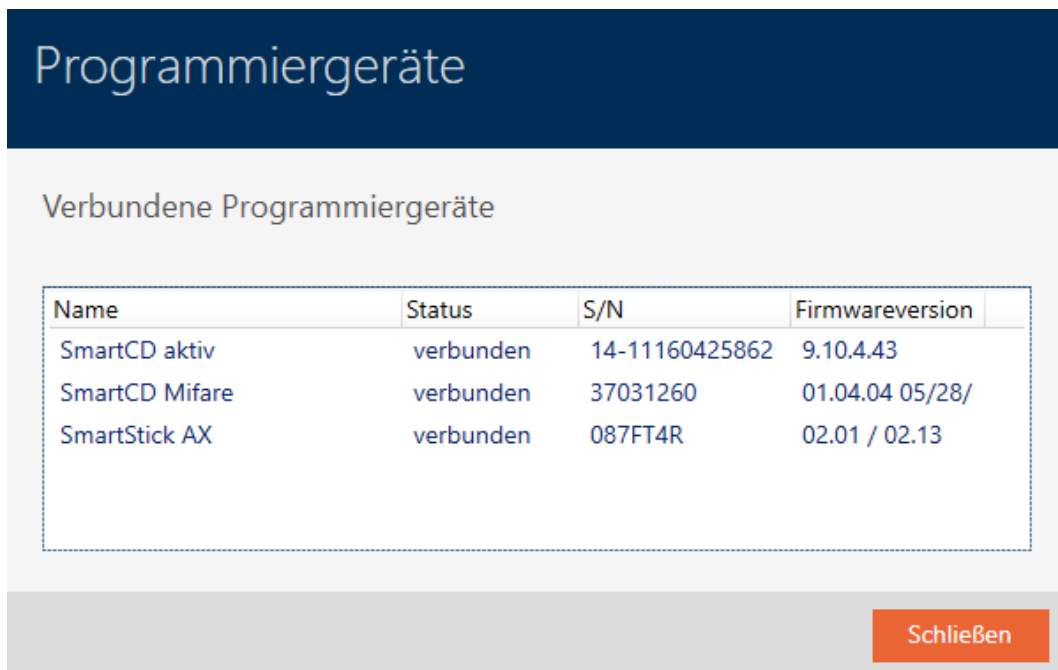 Programmiergeräte
Verbundene Programmiergeräte
Name Status S/N Firmwareversion
SmartCD aktiv verbunden 14-11160425862 9.10.4.43
SmartCD Mifare verbunden 37031260 01.04.04 05/28/
SmartStick AX verbunden 087FT4R 02.01 / 02.13
Schließen